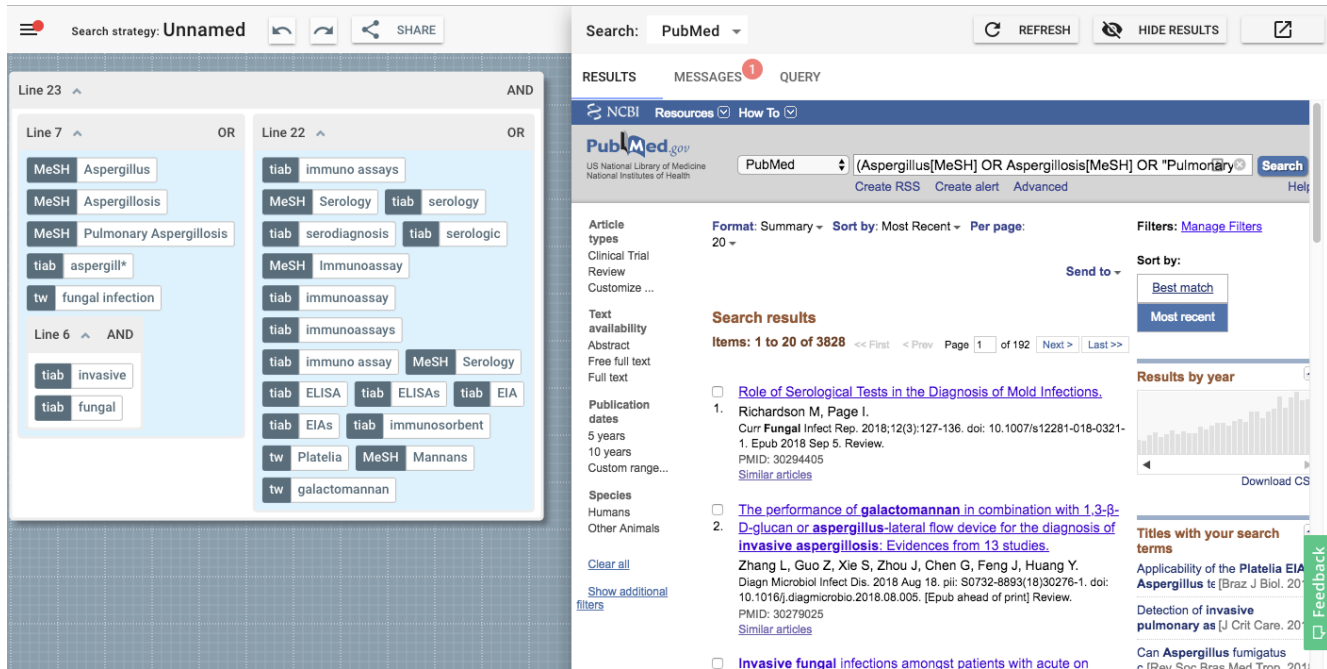 Search strategy: Unnamed
SHARE
Line 23 AND
Line 7 OR
MeSH Aspergillus
MeSH Aspergillosis
MeSH Pulmonary Aspergillosis
tiab aspergill*
tw fungal infection
Line 6 AND
tiab invasive
tiab fungal
Line 22 OR
tiab immuno assays
MeSH Serology tiab serology
tiab serodiagnosis tiab serologic
MeSH Immunoassay
tiab immunoassay
tiab immunoassays
tiab immuno assay MeSH Serology
tiab ELISA tiab ELISAs tiab EIA
tiab EIAs tiab immunosorbent
tw Platelia MeSH Mannans
tw galactomannan
Search: PubMed REFRESH HIDE RESULTS
RESULTS MESSAGES 1 QUERY
NCBI Resources How To
PubMed.gov
US National Library of Medicine
National Institutes of Health
PubMed (Aspergillus[MeSH] OR Aspergillosis[MeSH] OR "Pulmonary Search
Create RSS Create alert Advanced Help
Article
types
Clinical Trial
Review
Customize ...
Text
availability
Abstract
Free full text
Full text
Publication
dates
5 years
10 years
Custom range...
Species
Humans
Other Animals
Clear all
Show additional
filters
Format: Summary Sort by: Most Recent Per page:
20
Send to
Search results
Items: 1 to 20 of 3828 << First < Prev Page 1 of 192 Next > Last >>
Role of Serological Tests in the Diagnosis of Mold Infections.
1. Richardson M, Page I.
Curr Fungal Infect Rep. 2018;12(3):127-136. doi: 10.1007/s12281-018-0321-
1. Epub 2018 Sep 5. Review.
PMID: 30294405
Similar articles
The performance of galactomannan in combination with 1,3-β-
2. D-glucan or aspergillus-lateral flow device for the diagnosis of
invasive aspergillosis: Evidences from 13 studies.
Zhang L, Guo Z, Xie S, Zhou J, Chen G, Feng J, Huang Y.
Diagn Microbiol Infect Dis. 2018 Aug 18. pii: S0732-8893(18)30276-1. doi:
10.1016/j.diagmicrobio.2018.08.005. [Epub ahead of print] Review.
PMID: 30279025
Similar articles
Invasive fungal infections amongst patients with acute on
Filters: Manage Filters
Sort by:
Best match
Most recent
Results by year
Download CS
Titles with your search
terms
Applicability of the Platelia EIA
Aspergillus te [Braz J Biol. 20
Detection of invasive
pulmonary as [J Crit Care. 20
Can Aspergillus fumigatus
c [Rev Soc Bras Med Trop. 201
Feedback